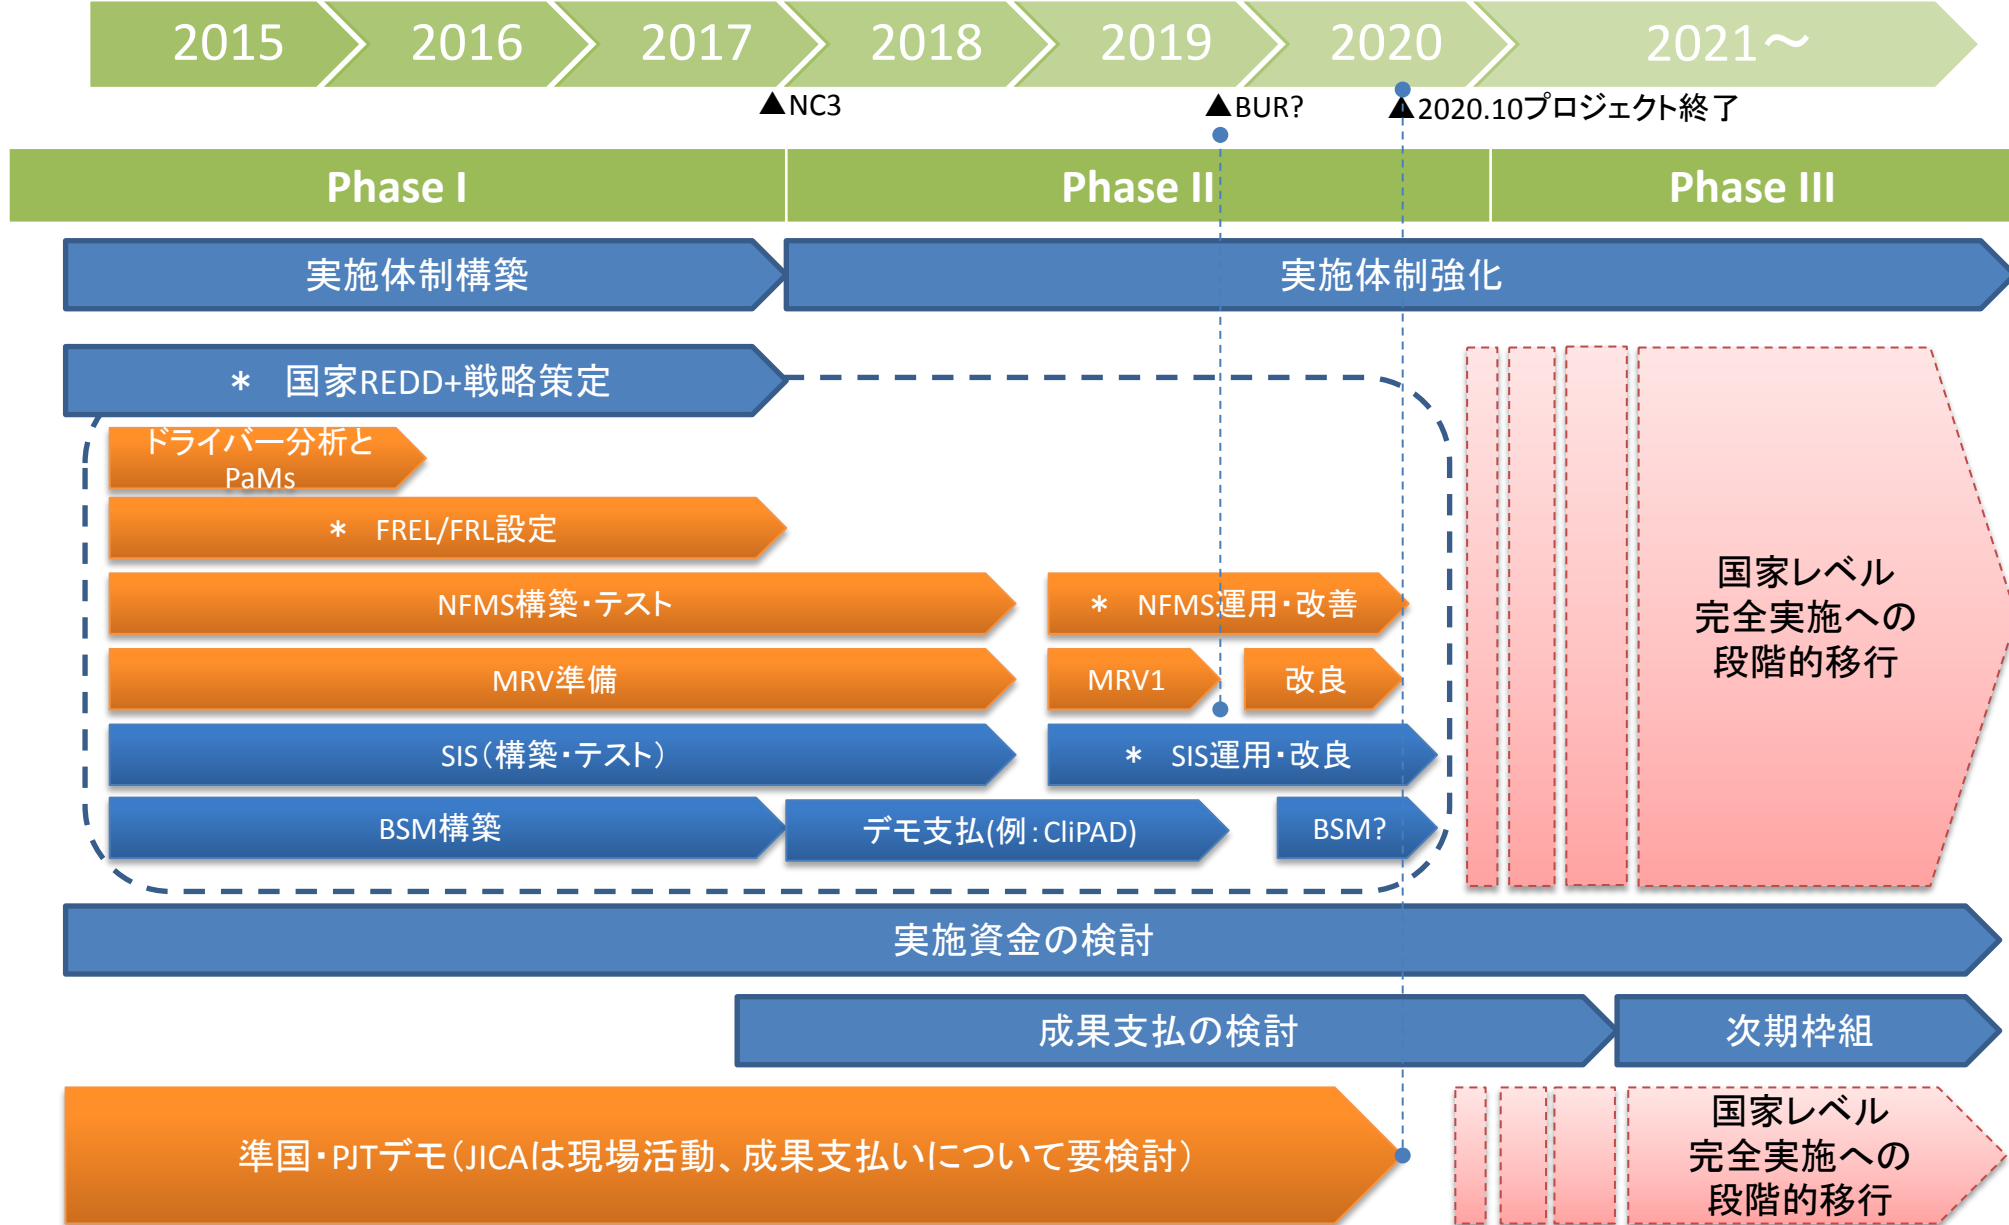 2015 2016 2017 2018 2019 2020 2021～
▲NC3 ▲BUR? ▲2020.10プロジェクト終了
Phase I Phase II Phase III
実施体制構築 実施体制強化
＊ 国家REDD+戦略策定
ドライバー分析と
PaMs
＊ FREL/FRL設定
NFMS構築・テスト ＊ NFMS運用・改善
MRV準備 MRV1 改良
SIS（構築・テスト） ＊ SIS運用・改良
BSM構築 デモ支払(例：CliPAD) BSM?
国家レベル
完全実施への
段階的移行
実施資金の検討
成果支払の検討 次期枠組
準国・PJTデモ（JICAは現場活動、成果支払いについて要検討）
国家レベル
完全実施への
段階的移行